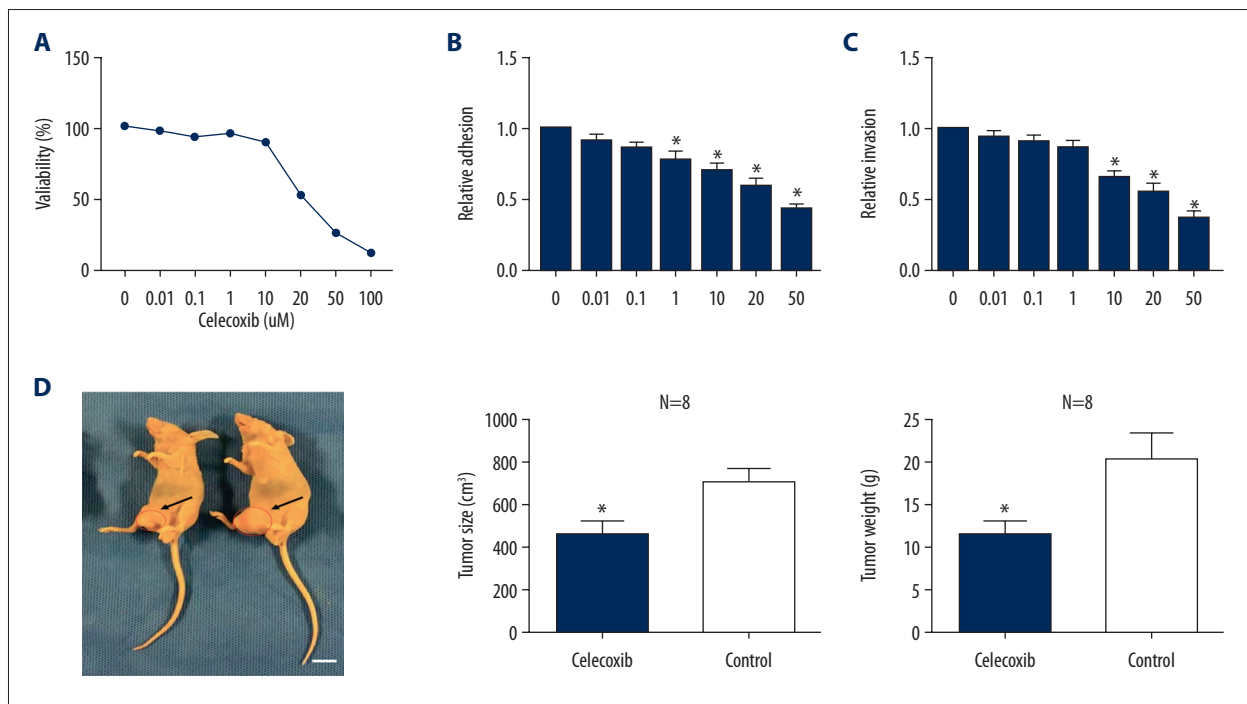 A
150
100
50
0
Valiability (%)
0 0.01 0.1 1 10 20 50 100
Celecoxib (uM)
B
1.5
1.0
0.5
0.0
Relative adhesion
* * * *
0 0.01 0.1 1 10 20 50
C
1.5
1.0
0.5
0.0
Relative invasion
* * *
0 0.01 0.1 1 10 20 50
D
N=8
1000
800
600
400
200
0
Tumor size (cm³)
*
Celecoxib Control
N=8
25
20
15
10
5
0
Tumor weight (g)
*
Celecoxib Control